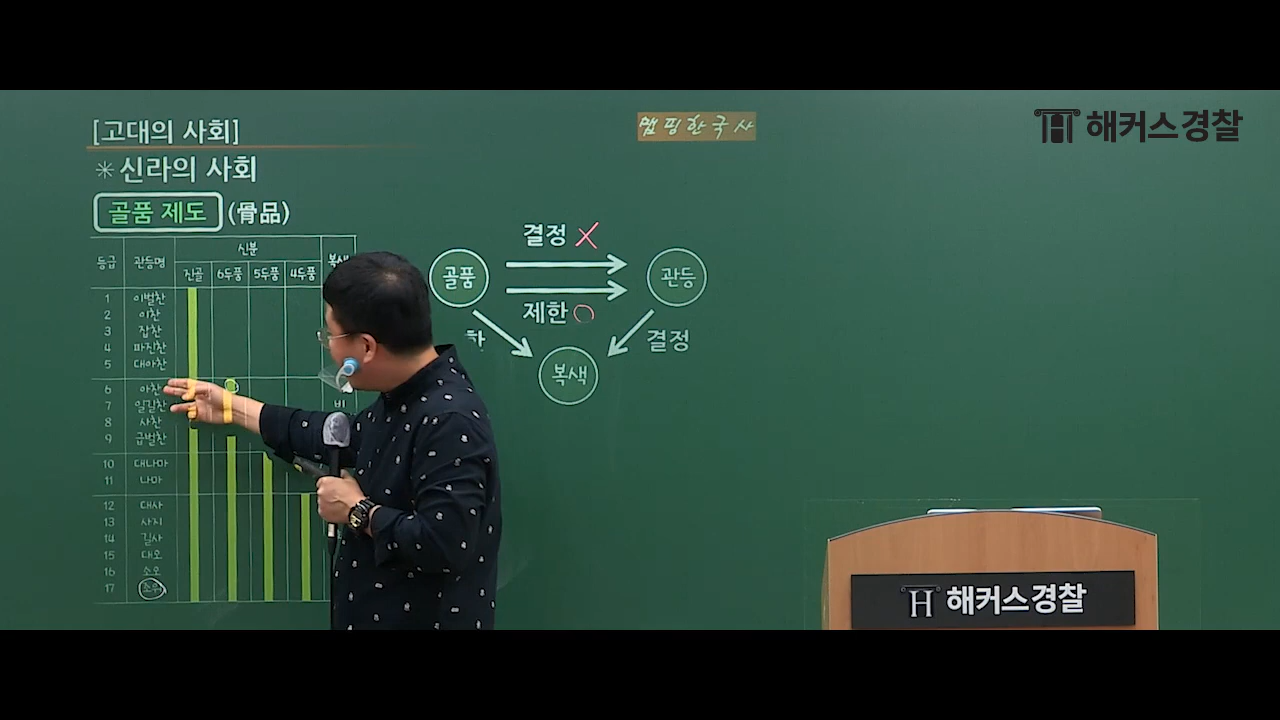 [고대의 사회]
맵핑한국사
해커스경찰
✳신라의 사회
골품 제도 (骨品)
등급 관등명 신분 복색
진골 6두품 5두품 4두품
1 이벌찬
2 이찬
3 잡찬
4 파진찬
5 대아찬
6 아찬
7 일길찬 비
8 사찬
9 급벌찬
10 대나마
11 나마
12 대사
13 사지
14 길사
15 대오
16 소오
17 조위
결정 X
골품
관등
제한 ○
한
결정
복색
해커스경찰